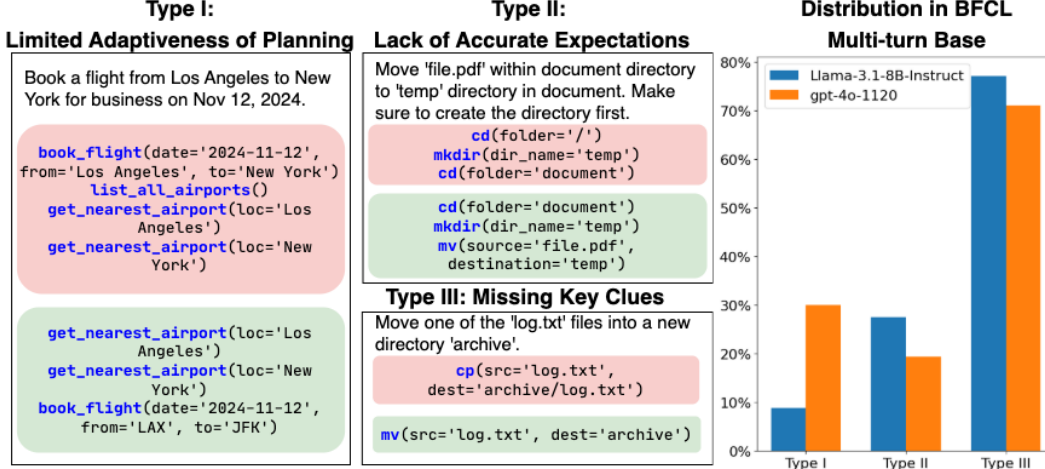 Type I:
Limited Adaptiveness of Planning
Book a flight from Los Angeles to New
York for business on Nov 12, 2024.
book_flight(date='2024-11-12',
from='Los Angeles', to='New York')
list_all_airports()
get_nearest_airport(loc='Los
Angeles')
get_nearest_airport(loc='New
York')
get_nearest_airport(loc='Los
Angeles')
get_nearest_airport(loc='New
York')
book_flight(date='2024-11-12',
from='LAX', to='JFK')
Type II:
Lack of Accurate Expectations
Move 'file.pdf' within document directory
to 'temp' directory in document. Make
sure to create the directory first.
cd(folder='/')
mkdir(dir_name='temp')
cd(folder='document')
cd(folder='document')
mkdir(dir_name='temp')
mv(source='file.pdf',
destination='temp')
Type III: Missing Key Clues
Move one of the 'log.txt' files into a new
directory 'archive'.
cp(src='log.txt',
dest='archive/log.txt')
mv(src='log.txt', dest='archive')
Distribution in BFCL
Multi-turn Base
Llama-3.1-8B-Instruct
gpt-4o-1120
80%
70%
60%
50%
40%
30%
20%
10%
0%
Type I
Type II
Type III